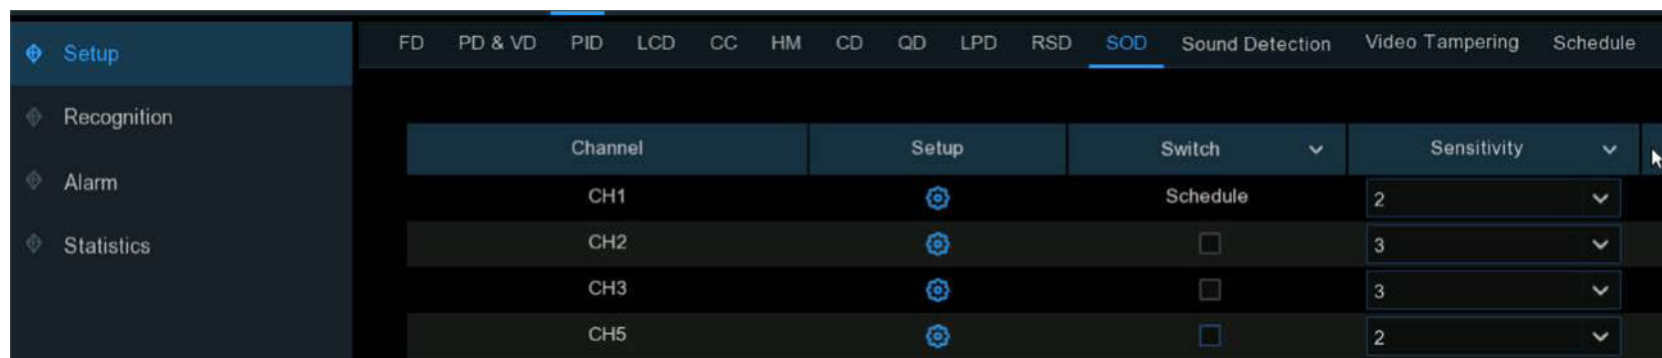 Setup
Recognition
Alarm
Statistics
FD PD & VD PID LCD CC HM CD QD LPD RSD SOD Sound Detection Video Tampering Schedule
Channel Setup Switch Sensitivity
CH1 Schedule 2
CH2 3
CH3 3
CH5 2